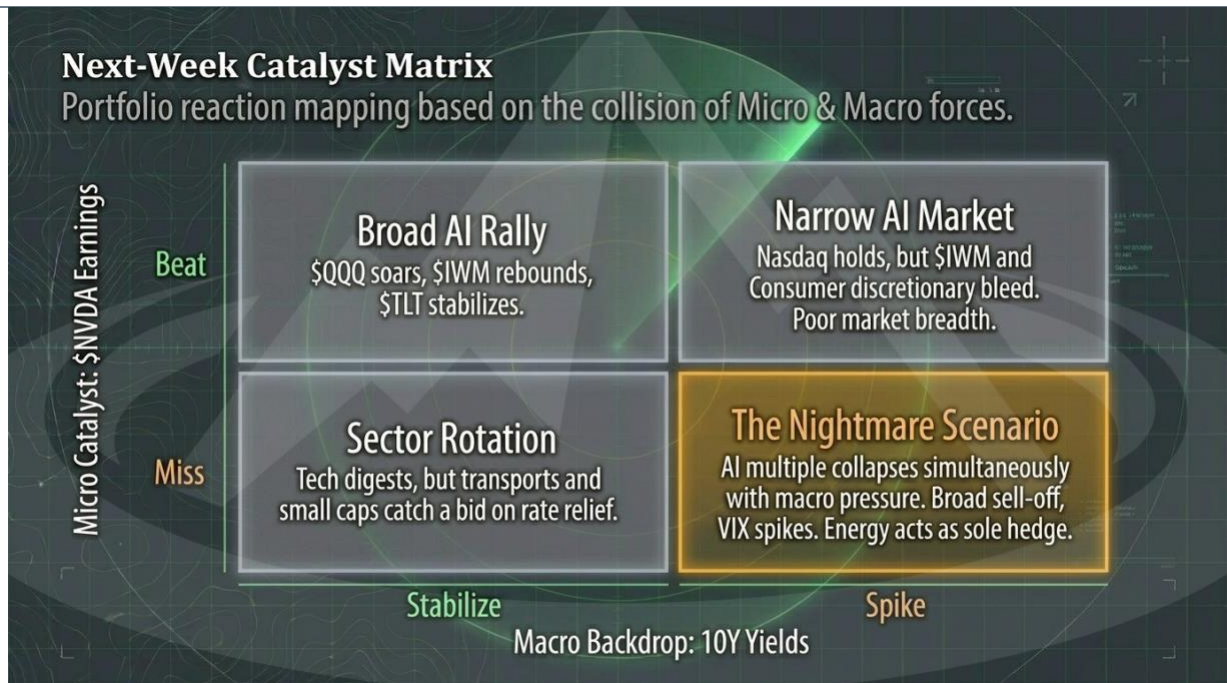 Next-Week Catalyst Matrix
Portfolio reaction mapping based on the collision of Micro & Macro forces.
Micro Catalyst: $NVDA Earnings
Beat
Broad AI Rally
$QQQ soars, $IWM rebounds,
$TLT stabilizes.
Narrow AI Market
Nasdaq holds, but $IWM and
Consumer discretionary bleed.
Poor market breadth.
Miss
Sector Rotation
Tech digests, but transports and
small caps catch a bid on rate relief.
The Nightmare Scenario
AI multiple collapses simultaneously
with macro pressure. Broad sell-off,
VIX spikes. Energy acts as sole hedge.
Stabilize
Spike
Macro Backdrop: 10Y Yields